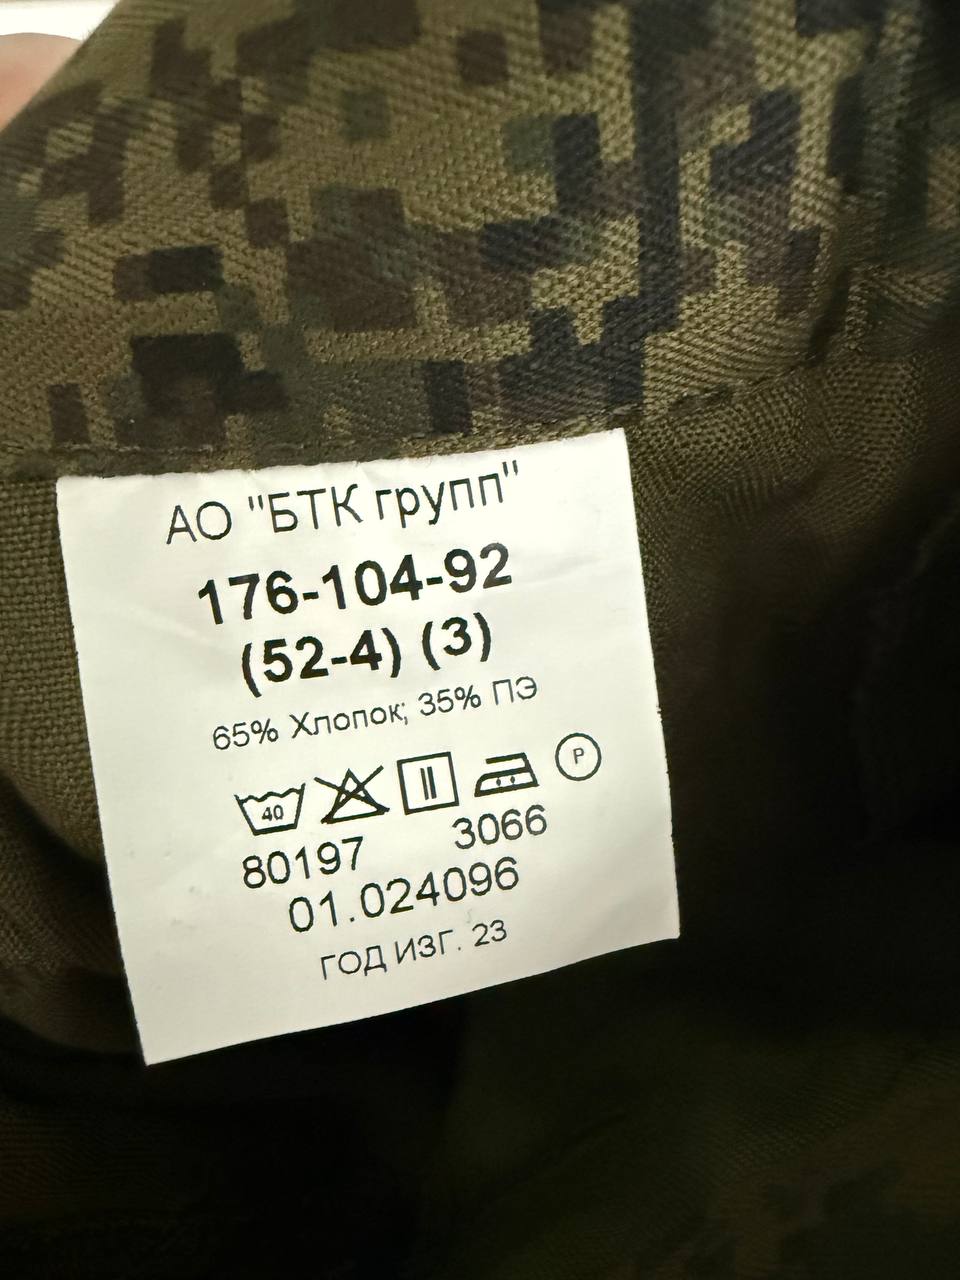 АО "БТК групп"
176-104-92
(52-4) (3)
65% Хлопок; 35% ПЭ
40 P
80197 3066
01.024096
ГОД ИЗГ. 23